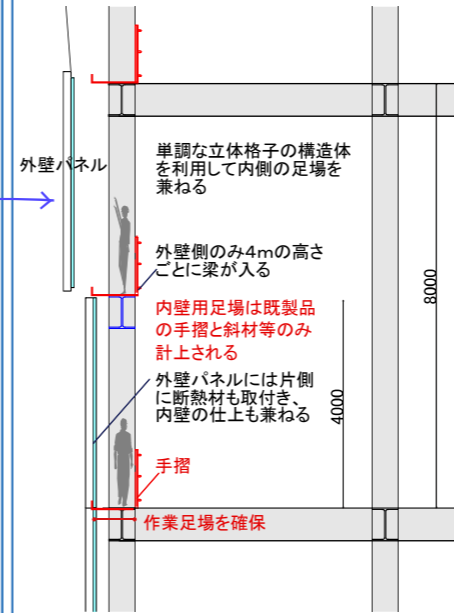 外壁パネル
単調な立体格子の構造体
を利用して内側の足場を
兼ねる
外壁側のみ4mの高さ
ごとに梁が入る
内壁用足場は既製品
の手摺と斜材等のみ
計上される
外壁パネルには片側
に断熱材も取付き、
内壁の仕上も兼ねる
手摺
作業足場を確保
4000
8000